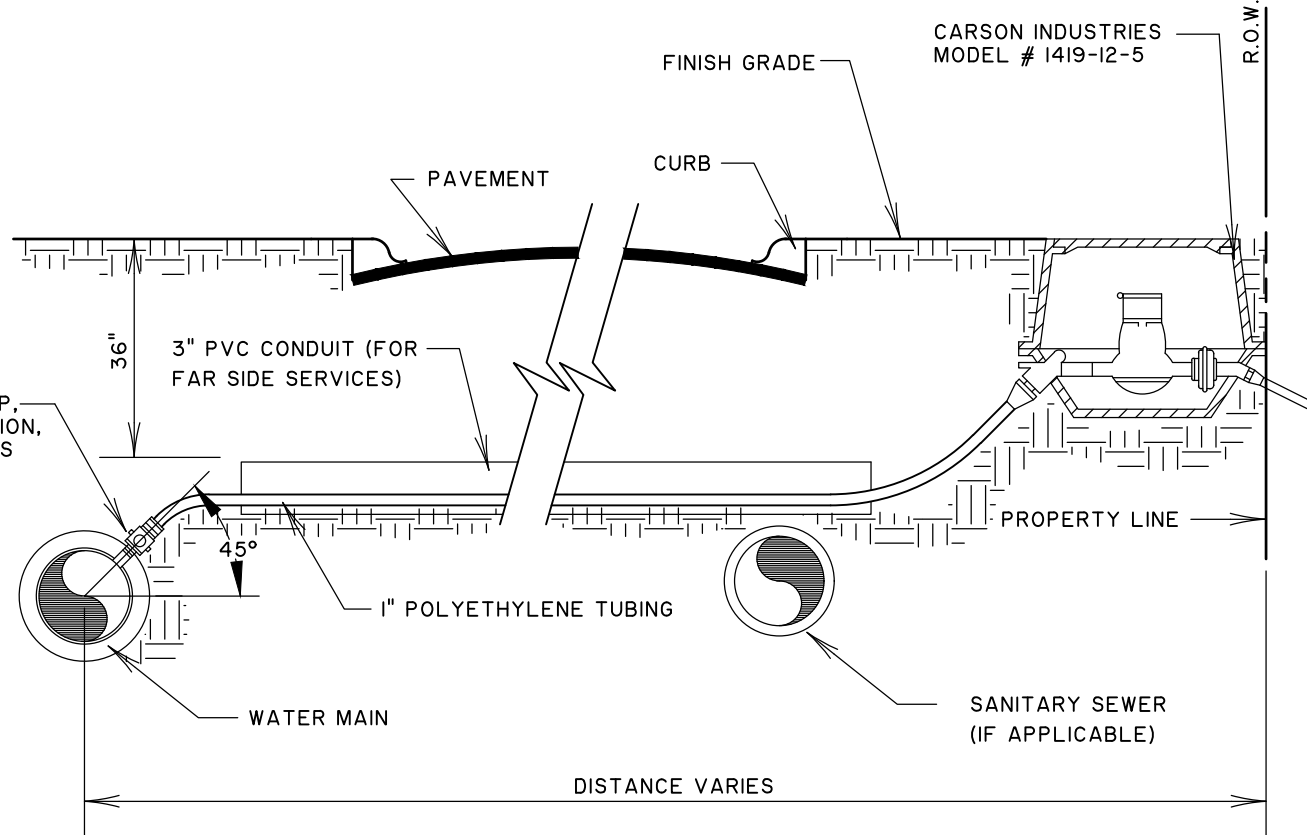 R.O.W.
CARSON INDUSTRIES
MODEL # 1419-12-5
FINISH GRADE
CURB
PAVEMENT
36"
3" PVC CONDUIT (FOR
FAR SIDE SERVICES)
P,
ION,
S
45°
PROPERTY LINE
1" POLYETHYLENE TUBING
WATER MAIN
SANITARY SEWER
(IF APPLICABLE)
DISTANCE VARIES